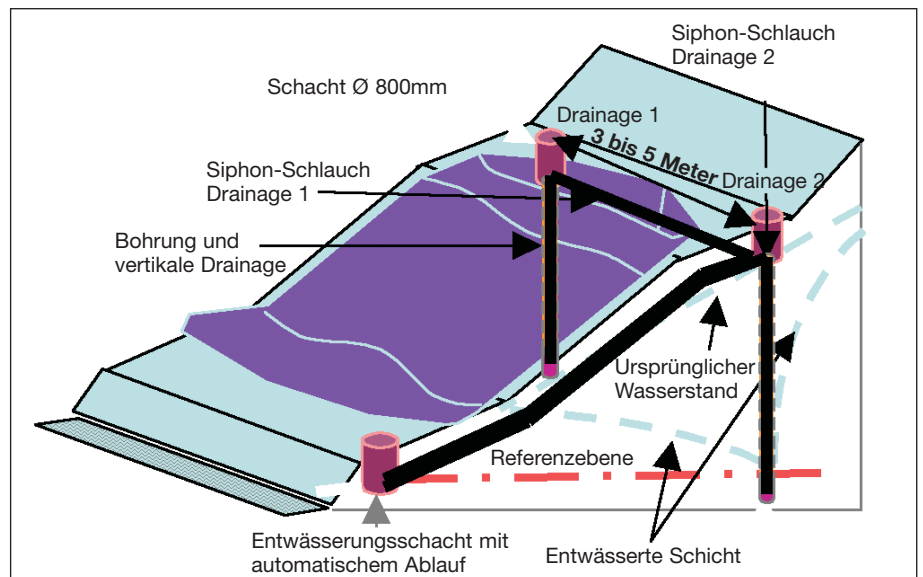 Siphon-Schlauch
Drainage 2
Schacht Ø 800mm
Drainage 1
3 bis 5 Meter
Drainage 2
Siphon-Schlauch
Drainage 1
Bohrung und
vertikale Drainage
Ursprünglicher
Wasserstand
Referenzebene
Entwässerungsschacht mit
automatischem Ablauf
Entwässerte Schicht